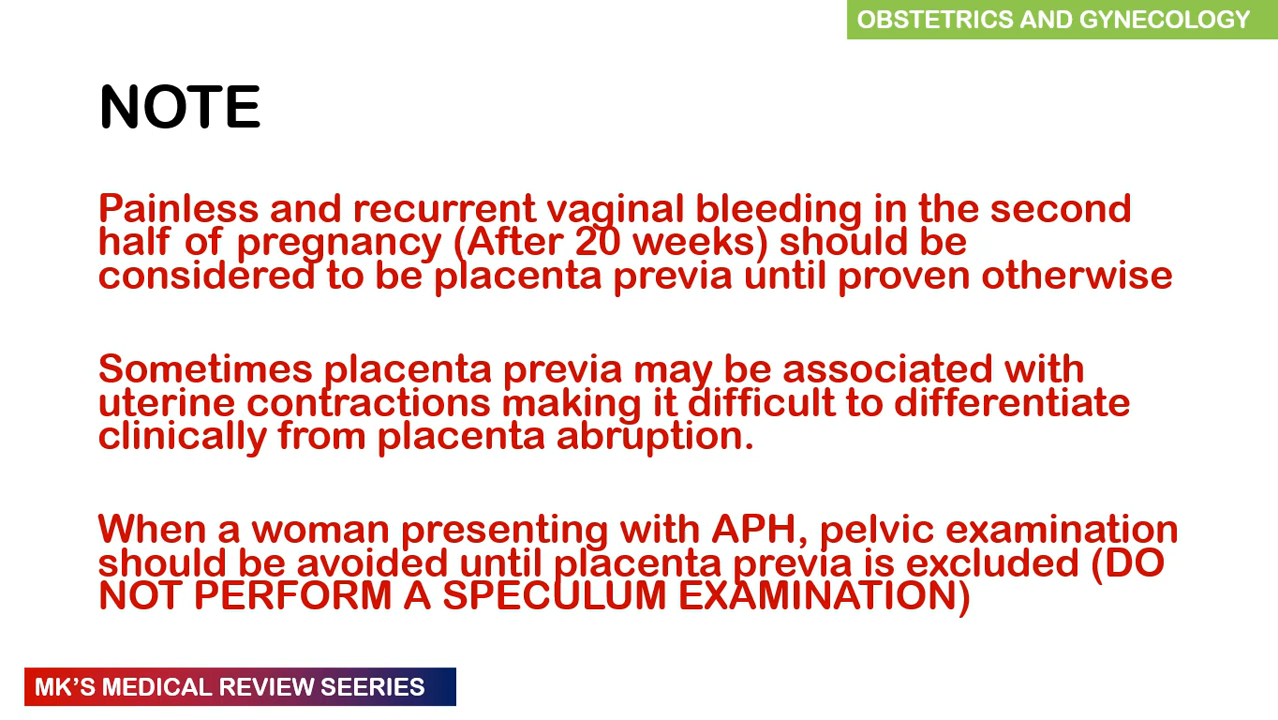 OBSTETRICS AND GYNECOLOGY
NOTE
Painless and recurrent vaginal bleeding in the second
half of pregnancy (After 20 weeks) should be
considered to be placenta previa until proven otherwise
Sometimes placenta previa may be associated with
uterine contractions making it difficult to differentiate
clinically from placenta abruption.
When a woman presenting with APH, pelvic examination
should be avoided until placenta previa is excluded (DO
NOT PERFORM A SPECULUM EXAMINATION)
MK'S MEDICAL REVIEW SEERIES